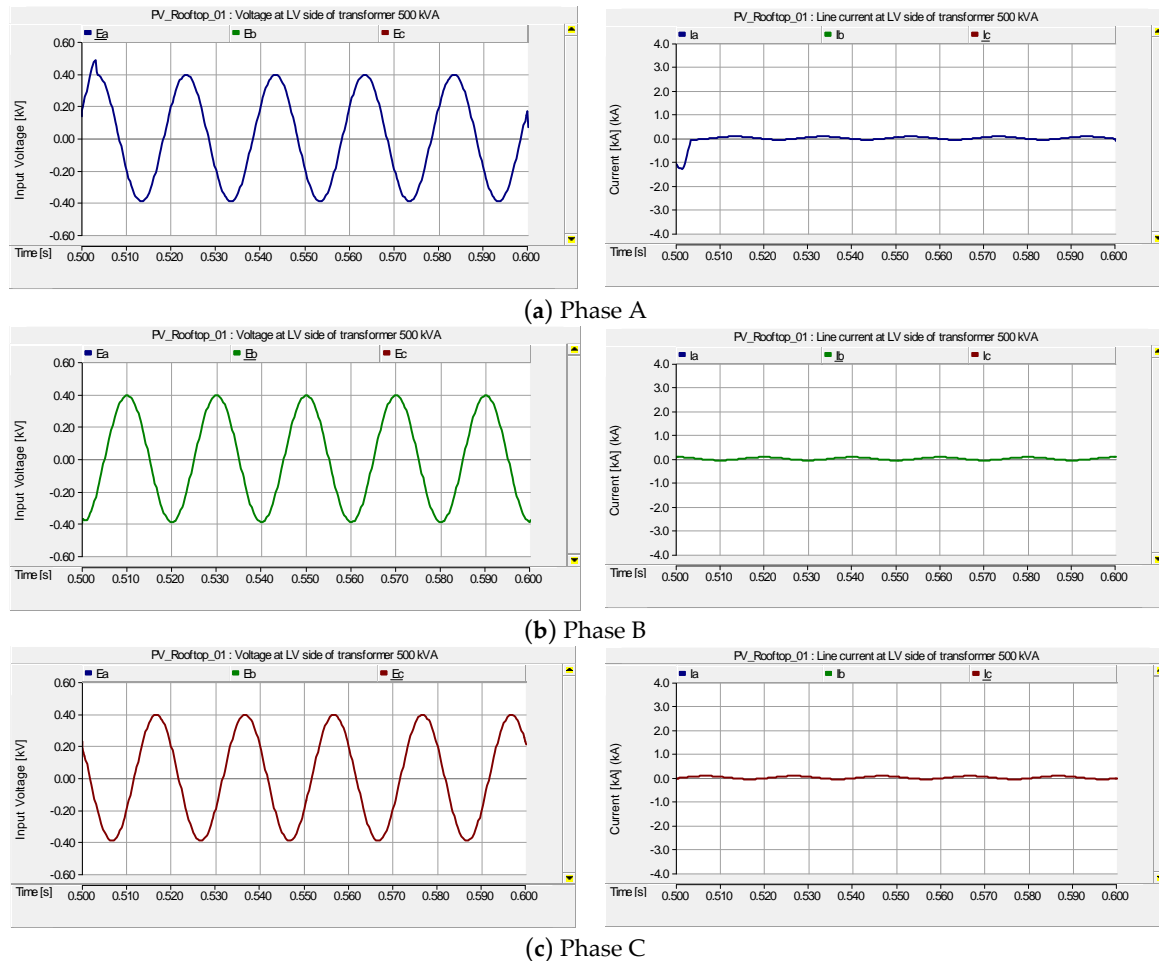 PV_Rooftop_01 : Voltage at LV side of transformer 500 kVA
Ea Eb Ec
0.60
0.40
0.20
0.00
-0.20
-0.40
-0.60
Input Voltage [kV]
Time [s] 0.500 0.510 0.520 0.530 0.540 0.550 0.560 0.570 0.580 0.590 0.600
PV_Rooftop_01 : Line current at LV side of transformer 500 kVA
Ia Ib Ic
4.0
3.0
2.0
1.0
0.0
-1.0
-2.0
-3.0
-4.0
Current [kA] (kA)
Time [s] 0.500 0.510 0.520 0.530 0.540 0.550 0.560 0.570 0.580 0.590 0.600
(a) Phase A
PV_Rooftop_01 : Voltage at LV side of transformer 500 kVA
Ea Eb Ec
0.60
0.40
0.20
0.00
-0.20
-0.40
-0.60
Input Voltage [kV]
Time [s] 0.500 0.510 0.520 0.530 0.540 0.550 0.560 0.570 0.580 0.590 0.600
PV_Rooftop_01 : Line current at LV side of transformer 500 kVA
Ia Ib Ic
4.0
3.0
2.0
1.0
0.0
-1.0
-2.0
-3.0
-4.0
Current [kA] (kA)
Time [s] 0.500 0.510 0.520 0.530 0.540 0.550 0.560 0.570 0.580 0.590 0.600
(b) Phase B
PV_Rooftop_01 : Voltage at LV side of transformer 500 kVA
Ea Eb Ec
0.60
0.40
0.20
0.00
-0.20
-0.40
-0.60
Input Voltage [kV]
Time [s] 0.500 0.510 0.520 0.530 0.540 0.550 0.560 0.570 0.580 0.590 0.600
PV_Rooftop_01 : Line current at LV side of transformer 500 kVA
Ia Ib Ic
4.0
3.0
2.0
1.0
0.0
-1.0
-2.0
-3.0
-4.0
Current [kA] (kA)
Time [s] 0.500 0.510 0.520 0.530 0.540 0.550 0.560 0.570 0.580 0.590 0.600
(c) Phase C